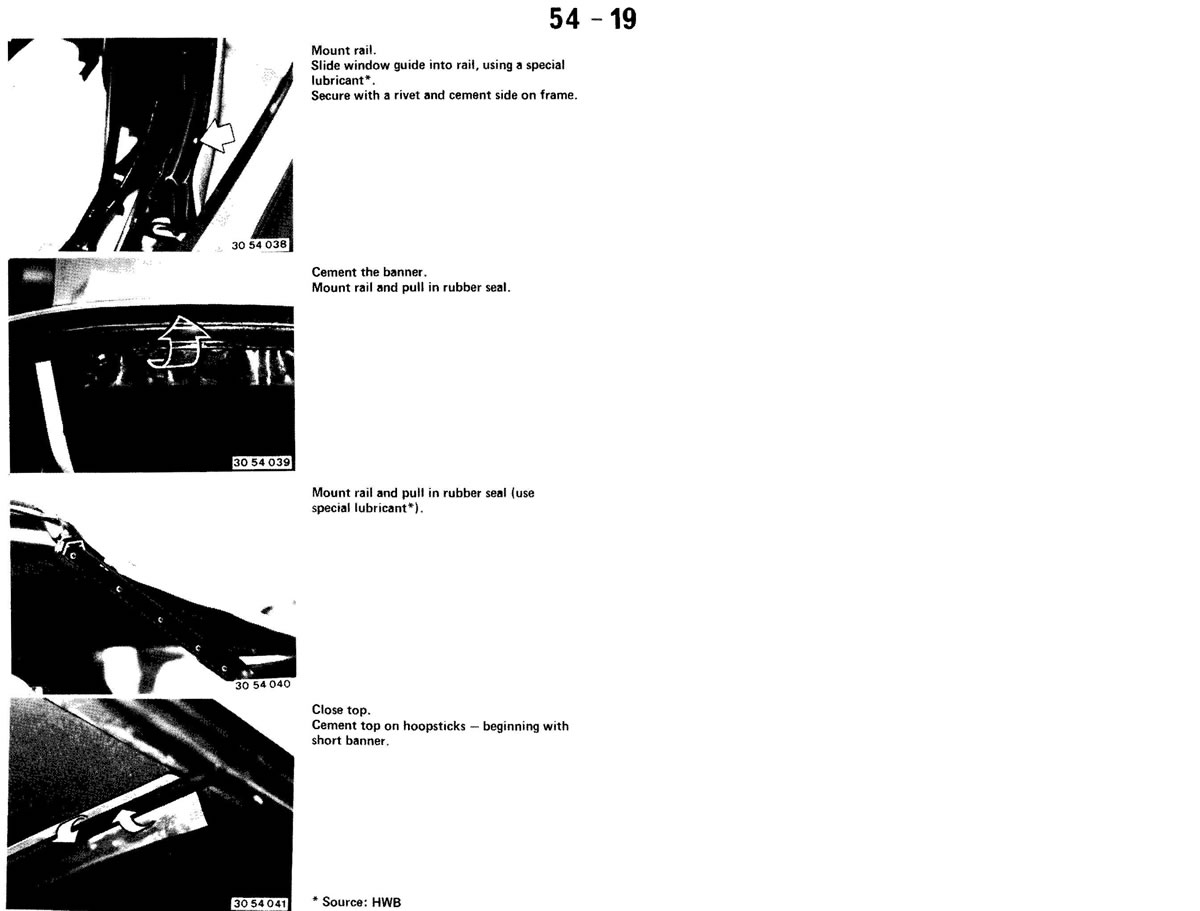 54 – 19
Mount rail.
Slide window guide into rail, using a special
lubricant*.
Secure with a rivet and cement side on frame.
30 54 038
Cement the banner.
Mount rail and pull in rubber seal.
30 54 039
Mount rail and pull in rubber seal (use
special lubricant*).
30 54 040
Close top.
Cement top on hoopsticks – beginning with
short banner.
30 54 041
* Source: HWB